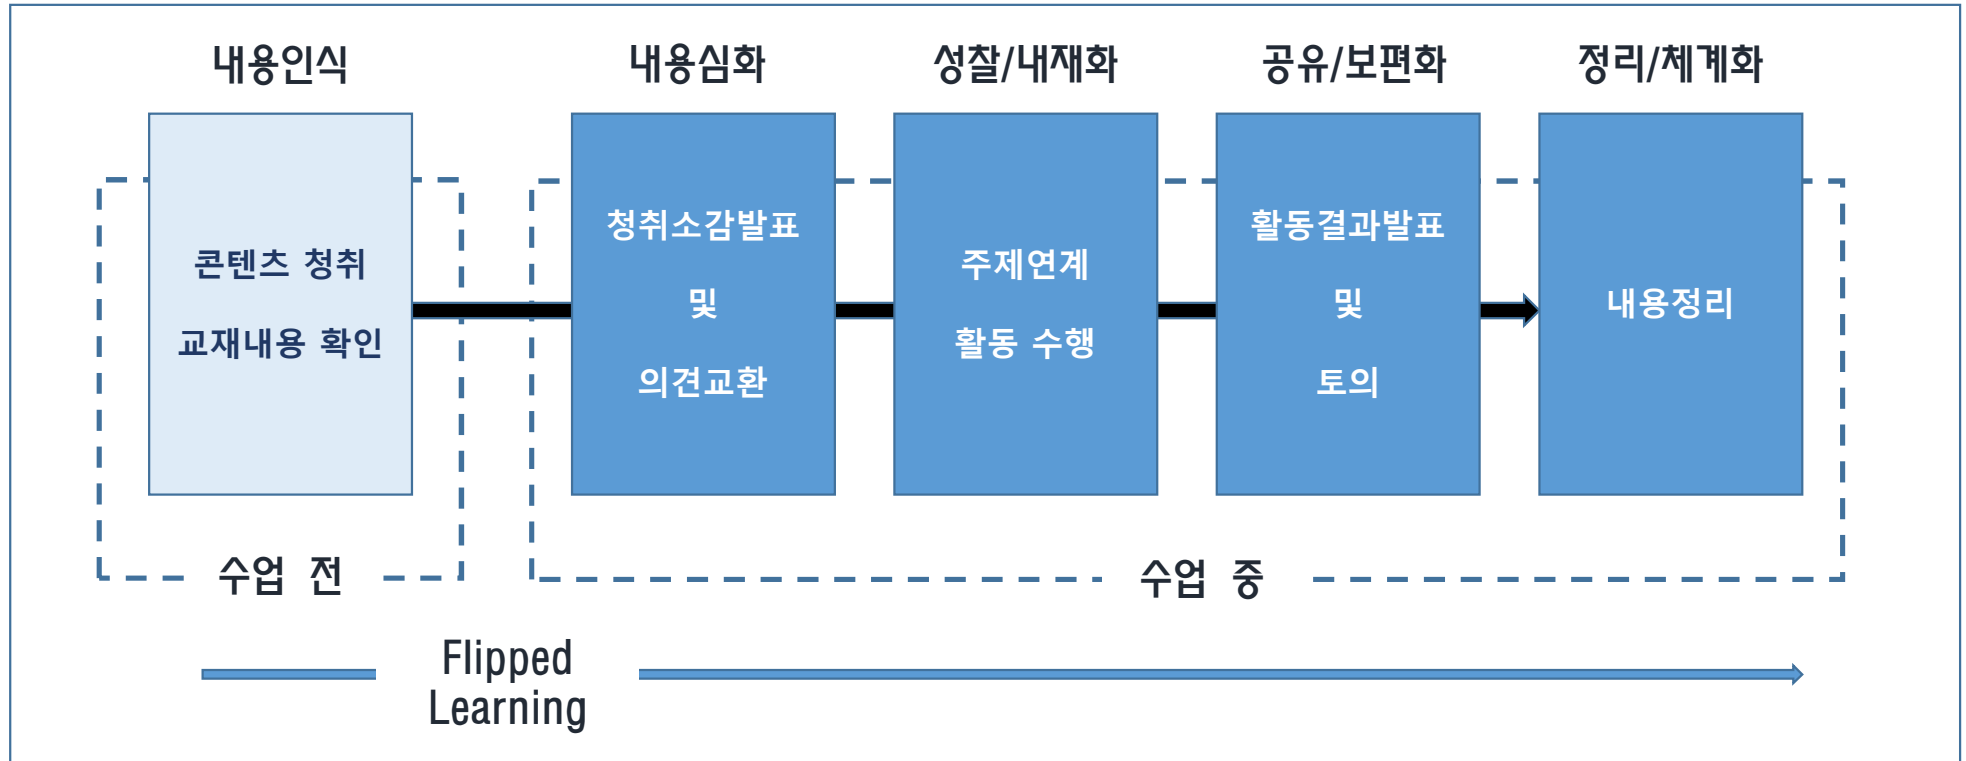 내용인식
내용심화
성찰/내재화
공유/보편화
정리/체계화
콘텐츠 청취
교재내용 확인
청취소감발표
및
의견교환
주제연계
활동 수행
활동결과발표
및
토의
내용정리
수업 전
수업 중
Flipped
Learning